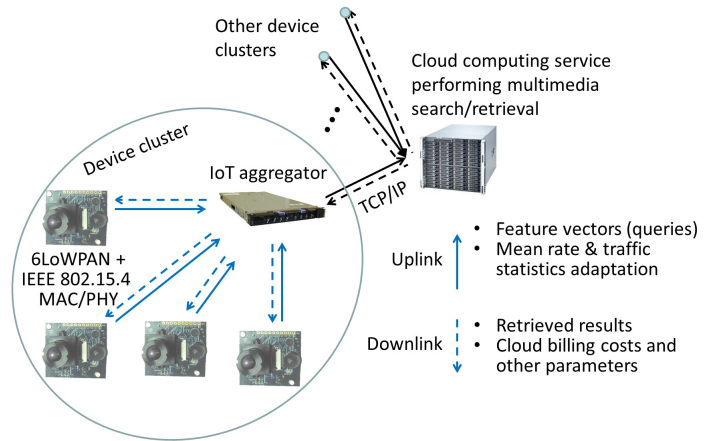 Other device
clusters
Cloud computing service
performing multimedia
search/retrieval
Device cluster
IoT aggregator
TCP/IP
6LoWPAN +
IEEE 802.15.4
MAC/PHY
Uplink
• Feature vectors (queries)
• Mean rate & traffic
statistics adaptation
Downlink
• Retrieved results
• Cloud billing costs and
other parameters